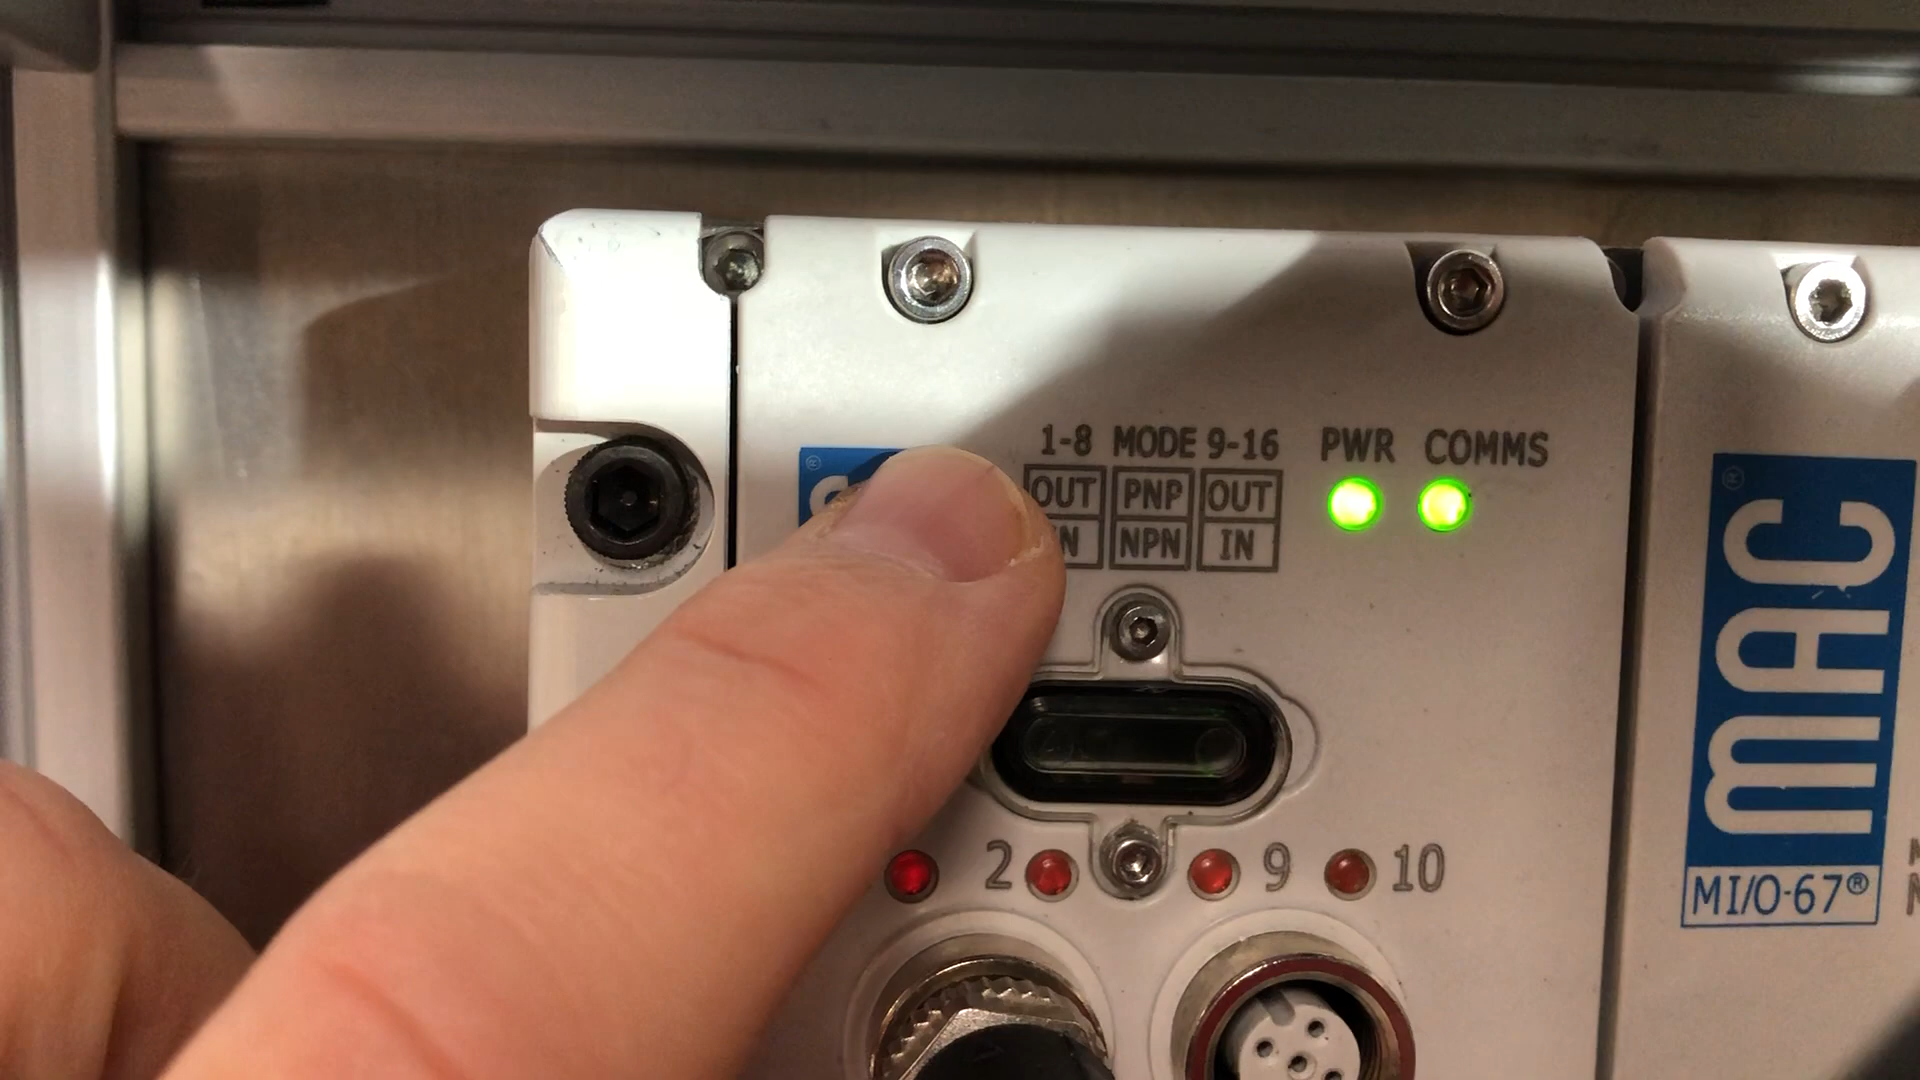 1-8 MODE 9-16 PWR COMMS
OUT PNP OUT
NPN IN
2 9 10
MAC®
MI/O-67®